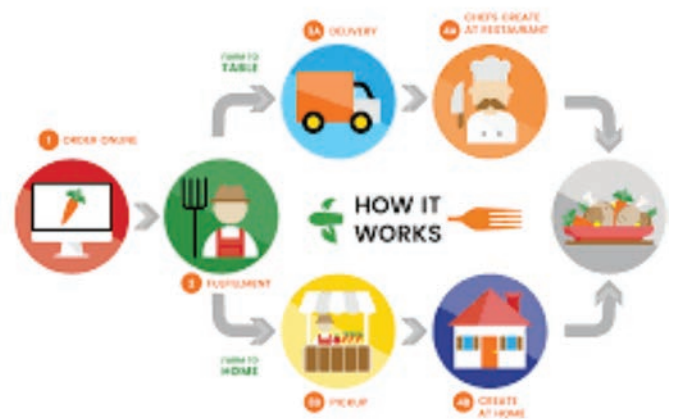 3A DELIVERY
4A CHEFS CREATE
AT RESTAURANT
FARM TO
TABLE
1 ORDER ONLINE
HOW IT
WORKS
2 FULFILLMENT
FARM TO
HOME
3B PICKUP
4B CREATE
AT HOME